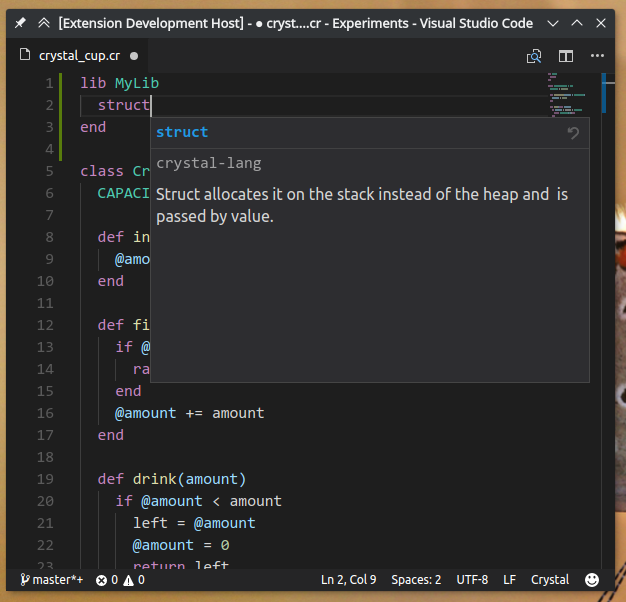 [Extension Development Host] - ● cryst....cr - Experiments - Visual Studio Code
crystal_cup.cr ●
1 lib MyLib
2 struct
3 end
4
struct
crystal-lang
Struct allocates it on the stack instead of the heap and is
passed by value.
5 class Cr
6 CAPACI
7
8 def in
9 @amo
10 end
11
12 def fi
13 if @
14 ra
15 end
16 @amount += amount
17 end
18
19 def drink(amount)
20 if @amount < amount
21 left = @amount
22 @amount = 0
23 return left
master*+ 0 0 Ln 2, Col 9 Spaces: 2 UTF-8 LF Crystal